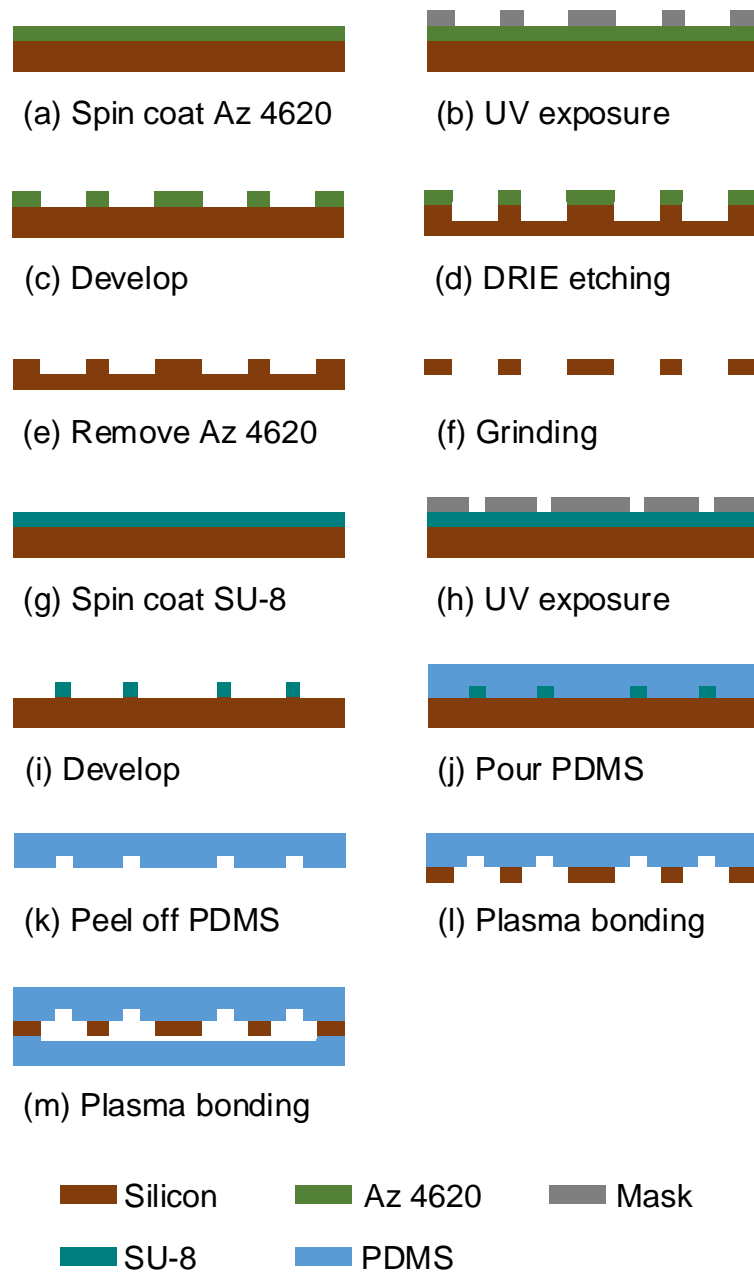 (a) Spin coat Az 4620
(b) UV exposure
(c) Develop
(d) DRIE etching
(e) Remove Az 4620
(f) Grinding
(g) Spin coat SU-8
(h) UV exposure
(i) Develop
(j) Pour PDMS
(k) Peel off PDMS
(l) Plasma bonding
(m) Plasma bonding
Silicon
Az 4620
Mask
SU-8
PDMS